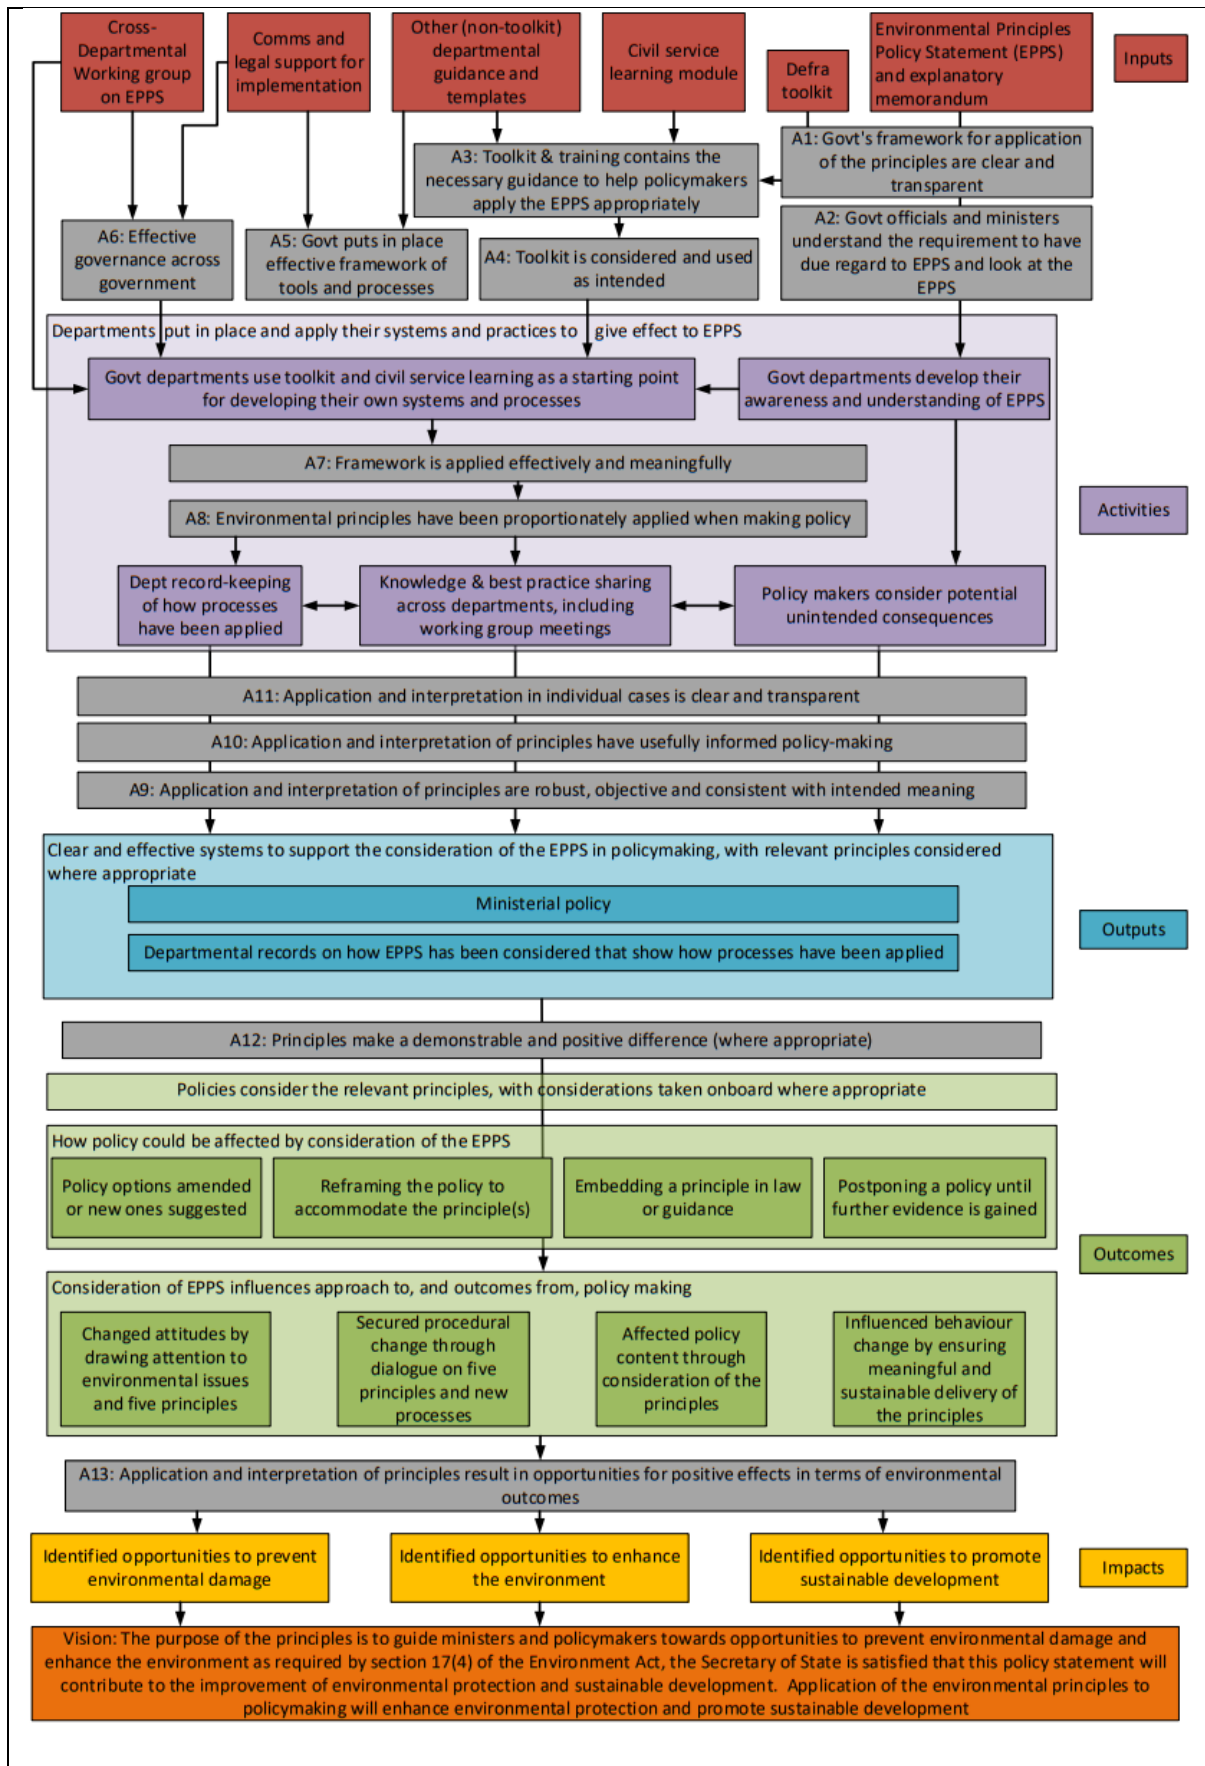 Cross-
Departmental
Working group
on EPPS
Comms and
legal support for
implementation
Other (non-toolkit)
departmental
guidance and
templates
Civil service
learning module
Defra
toolkit
Environmental Principles
Policy Statement (EPPS)
and explanatory
memorandum
Inputs
A1: Govt's framework for application
of the principles are clear and
transparent
A3: Toolkit & training contains the
necessary guidance to help policymakers
apply the EPPS appropriately
A2: Govt officials and ministers
understand the requirement to have
due regard to EPPS and look at the
EPPS
A6: Effective
governance across
government
A5: Govt puts in place
effective framework of
tools and processes
A4: Toolkit is considered and used
as intended
Departments put in place and apply their systems and practices to give effect to EPPS
Govt departments use toolkit and civil service learning as a starting point
for developing their own systems and processes
Govt departments develop their
awareness and understanding of EPPS
A7: Framework is applied effectively and meaningfully
A8: Environmental principles have been proportionately applied when making policy
Activities
Dept record-keeping
of how processes
have been applied
Knowledge & best practice sharing
across departments, including
working group meetings
Policy makers consider potential
unintended consequences
A11: Application and interpretation in individual cases is clear and transparent
A10: Application and interpretation of principles have usefully informed policy-making
A9: Application and interpretation of principles are robust, objective and consistent with intended meaning
Clear and effective systems to support the consideration of the EPPS in policymaking, with relevant principles considered
where appropriate
Ministerial policy
Departmental records on how EPPS has been considered that show how processes have been applied
Outputs
A12: Principles make a demonstrable and positive difference (where appropriate)
Policies consider the relevant principles, with considerations taken onboard where appropriate
How policy could be affected by consideration of the EPPS
Policy options amended
or new ones suggested
Reframing the policy to
accommodate the principle(s)
Embedding a principle in law
or guidance
Postponing a policy until
further evidence is gained
Outcomes
Consideration of EPPS influences approach to, and outcomes from, policy making
Changed attitudes by
drawing attention to
environmental issues
and five principles
Secured procedural
change through
dialogue on five
principles and new
processes
Affected policy
content through
consideration of the
principles
Influenced behaviour
change by ensuring
meaningful and
sustainable delivery of
the principles
A13: Application and interpretation of principles result in opportunities for positive effects in terms of environmental
outcomes
Identified opportunities to prevent
environmental damage
Identified opportunities to enhance
the environment
Identified opportunities to promote
sustainable development
Impacts
Vision: The purpose of the principles is to guide ministers and policymakers towards opportunities to prevent environmental damage and
enhance the environment as required by section 17(4) of the Environment Act, the Secretary of State is satisfied that this policy statement will
contribute to the improvement of environmental protection and sustainable development. Application of the environmental principles to
policymaking will enhance environmental protection and promote sustainable development